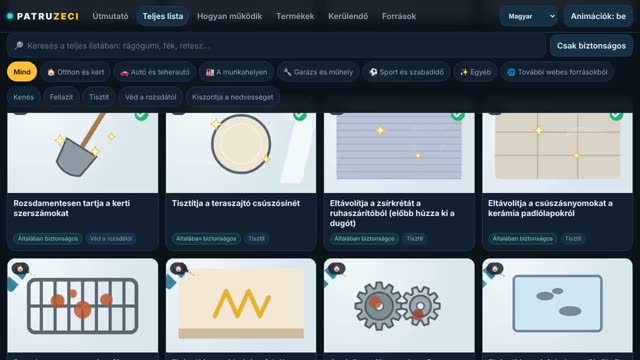 PATRUZECI
Útmutató
Teljes lista
Hogyan működik
Termékek
Kerülendő
Források
Magyar
Animációk: be
Keresés a teljes listában: rágógumi, fék, retesz...
Csak biztonságos
Mind
Otthon és kert
Autó és teherautó
A munkahelyen
Garázs és műhely
Sport és szabadidő
Egyéb
További webes forrásokból
Kenés
Fellazít
Tisztít
Véd a rozsdától
Kiszorítja a nedvességet
Rozsdamentesen tartja a kerti
szerszámokat
Általában biztonságos
Véd a rozsdától
Tisztítja a teraszajtó csúszósínét
Általában biztonságos
Tisztít
Eltávolítja a zsírkrétát a
ruhaszárítóból (előbb húzza ki a
dugót)
Általában biztonságos
Tisztít
Eltávolítja a csúszásnyomokat a
kerámia padlólapokról
Általában biztonságos
Tisztít